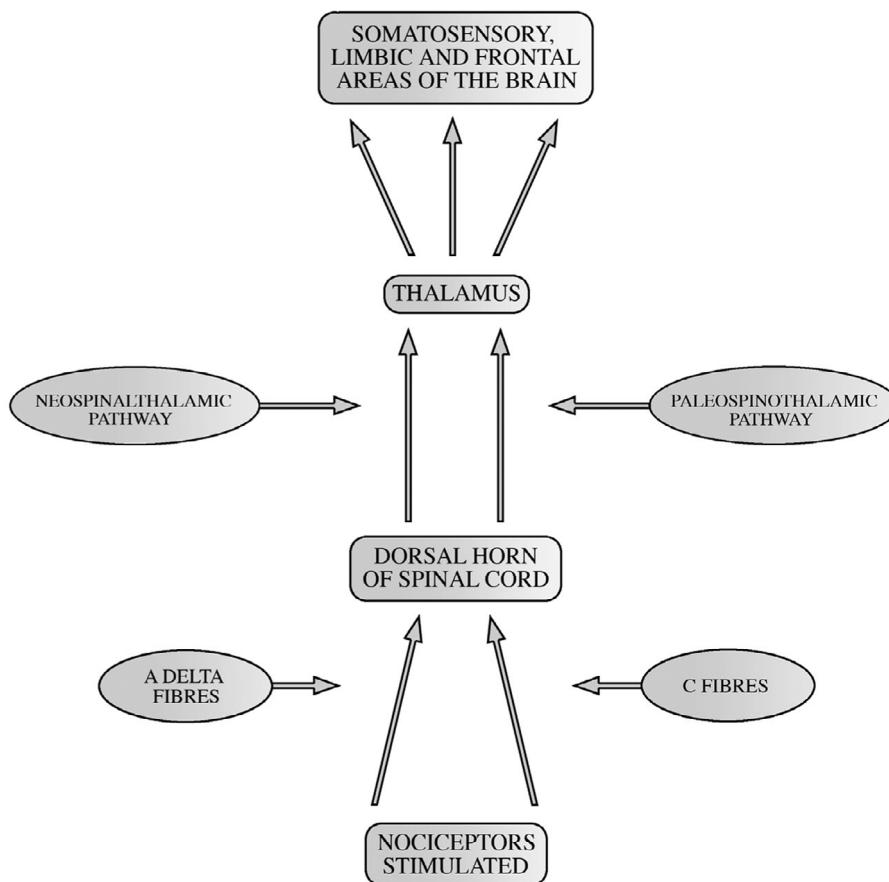 SOMATOSENSORY,
LIMBIC AND FRONTAL
AREAS OF THE BRAIN
THALAMUS
NEOSPINALTHALAMIC
PATHWAY
PALEOSPINOTHALAMIC
PATHWAY
DORSAL HORN
OF SPINAL CORD
A DELTA
FIBRES
C FIBRES
NOCICEPTORS
STIMULATED